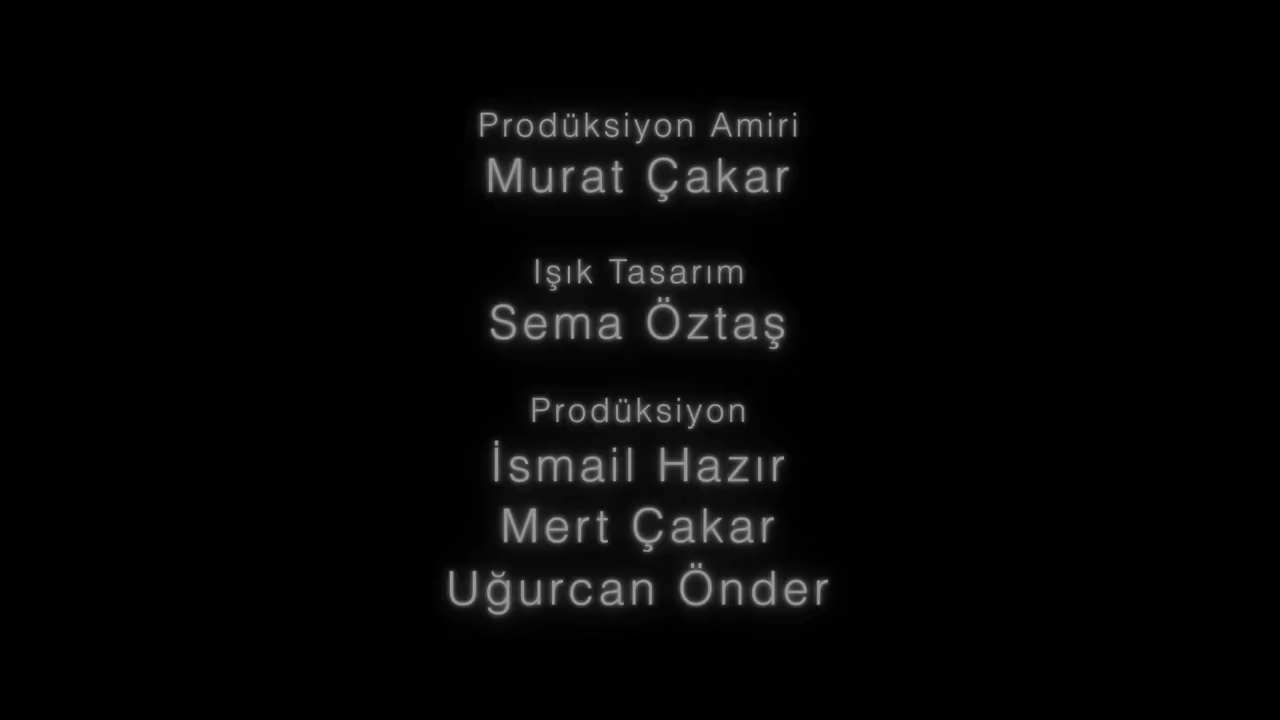 Prodüksiyon Amiri
Murat Çakar
Işık Tasarım
Sema Öztaş
Prodüksiyon
İsmail Hazır
Mert Çakar
Uğurcan Önder